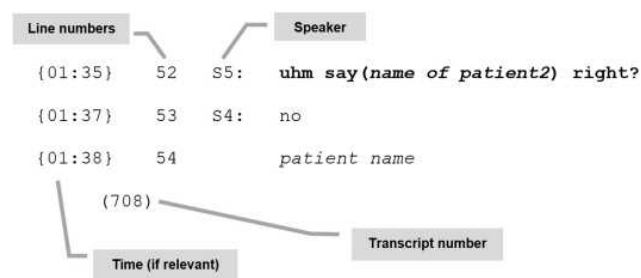 Line numbers
Speaker
{01:35} 52 S5: uhm say(name of patient2) right?
{01:37} 53 S4: no
{01:38} 54 patient name
(708)
Transcript number
Time (if relevant)